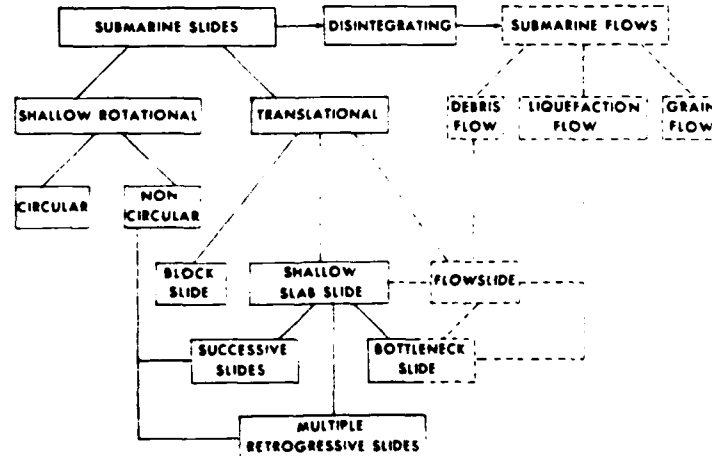 SUBMARINE SLIDES
DISINTEGRATING
SUBMARINE FLOWS
SHALLOW ROTATIONAL
TRANSLATIONAL
DEBRIS
FLOW
LIQUEFACTION
FLOW
GRAIN
FLOW
CIRCULAR
NON
CIRCULAR
BLOCK
SLIDE
SHALLOW
SLAB SLIDE
FLOWSLIDE
SUCCESSIVE
SLIDES
BOTTLENECK
SLIDE
MULTIPLE
RETROGRESSIVE SLIDES